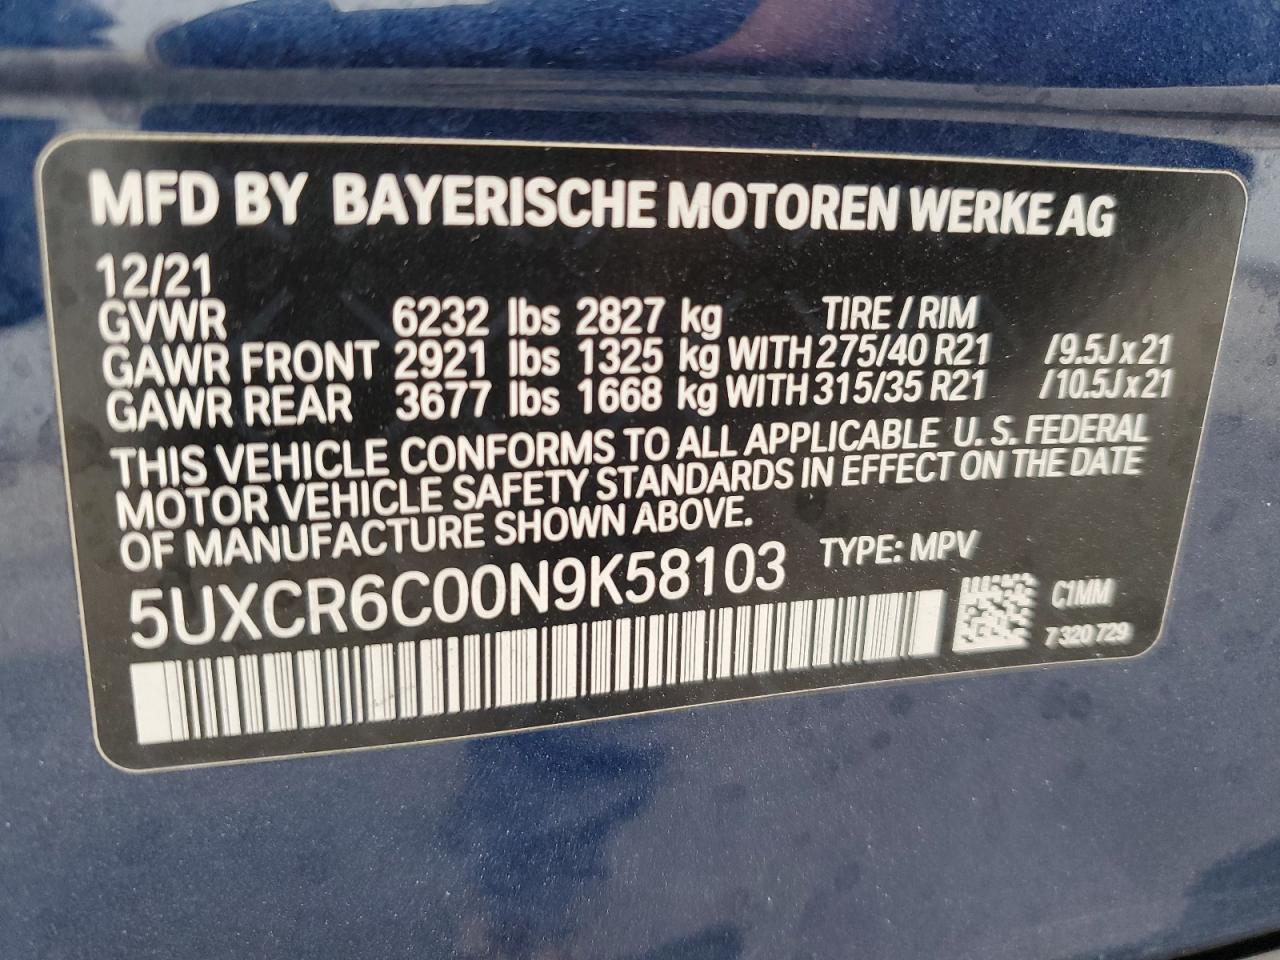 MFD BY BAYERISCHE MOTOREN WERKE AG
12/21
GVWR 6232 lbs 2827 kg TIRE / RIM
GAWR FRONT 2921 lbs 1325 kg WITH 275/40 R21 /9.5J x 21
GAWR REAR 3677 lbs 1668 kg WITH 315/35 R21 /10.5J x 21
THIS VEHICLE CONFORMS TO ALL APPLICABLE U. S. FEDERAL
MOTOR VEHICLE SAFETY STANDARDS IN EFFECT ON THE DATE
OF MANUFACTURE SHOWN ABOVE.
5UXCR6C00N9K58103 TYPE: MPV
C1MM
7 320 729